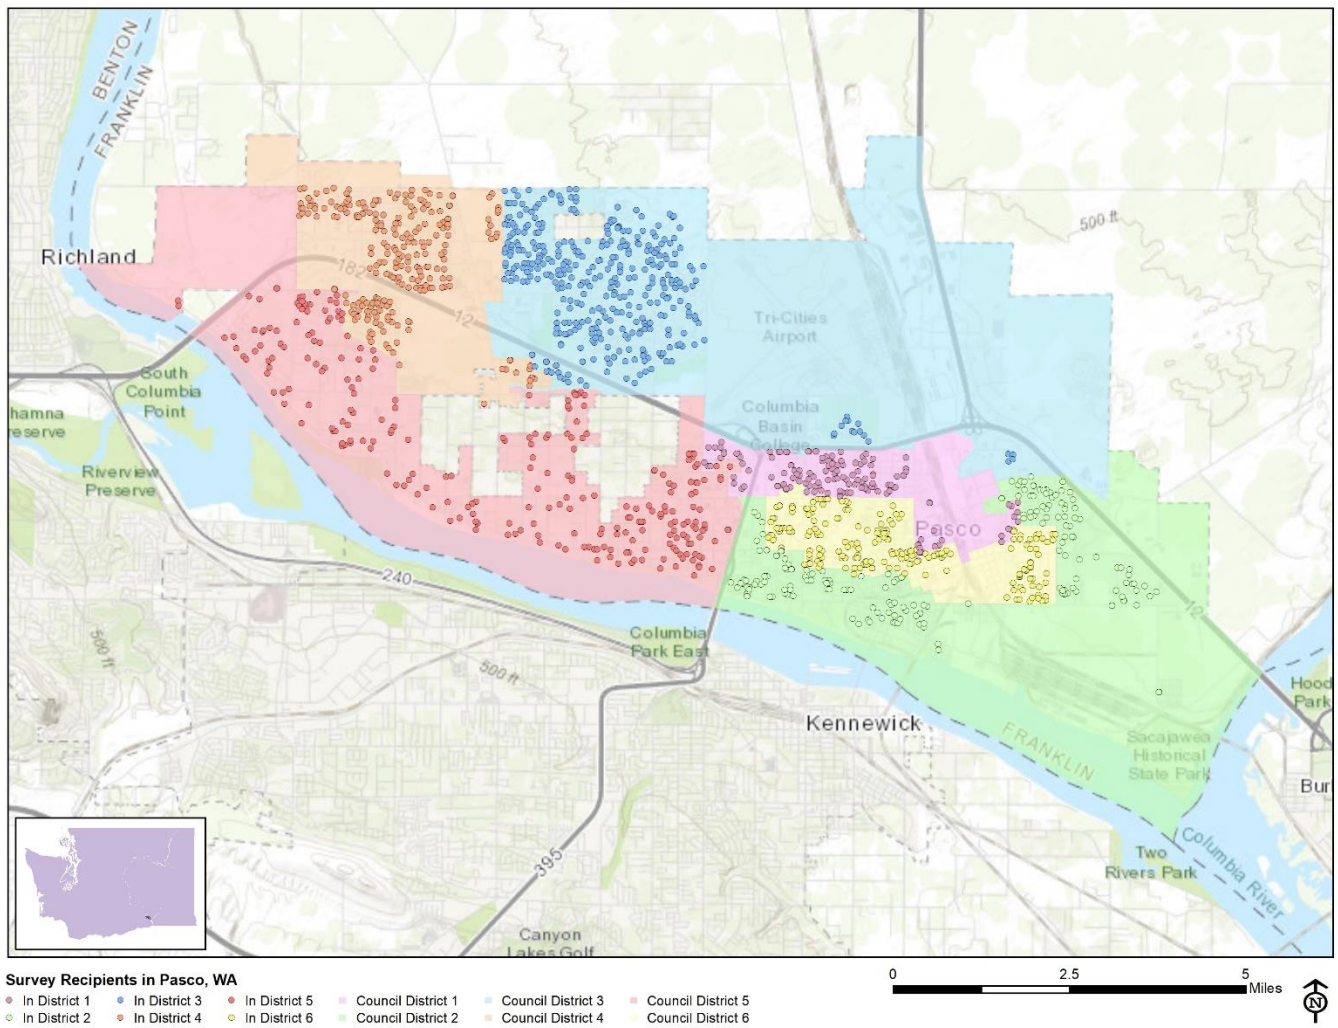 BENTON
FRANKLIN
Richland
182
12
500 ft
Tri-Cities
Airport
South
Columbia
Point
hamna
reserve
Columbia
Basin
College
Riverview
Preserve
Pasco
240
12
500 ft
Columbia
Park East
500 ft
Hood
Park
Kennewick
FRANKLIN
Sacajawea
Historical
State Park
Bur
395
Two
Rivers Park
Columbia River
Canyon
Lakes Golf
Survey Recipients in Pasco, WA
In District 1 In District 3 In District 5 Council District 1 Council District 3 Council District 5
In District 2 In District 4 In District 6 Council District 2 Council District 4 Council District 6
0 2.5 5
Miles
N